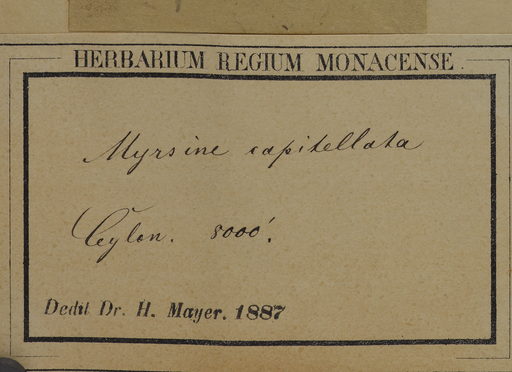 HERBARIUM REGIUM MONACENSE
Myrsine capitellata
Ceylon. 8000'.
Dedit Dr. H. Mayer. 1887